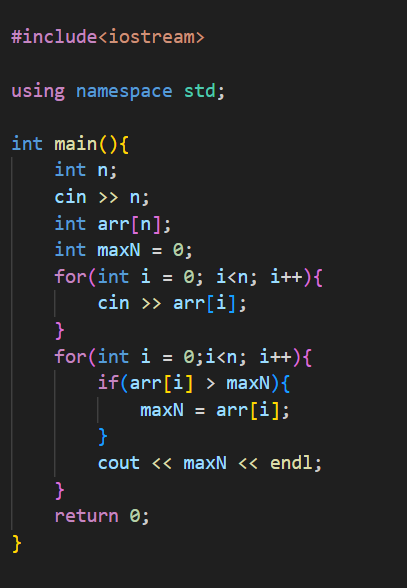 #include<iostream>
using namespace std;
int main(){
int n;
cin >> n;
int arr[n];
int maxN = 0;
for(int i = 0; i<n; i++){
cin >> arr[i];
}
for(int i = 0;i<n; i++){
if(arr[i] > maxN){
maxN = arr[i];
}
cout << maxN << endl;
}
return 0;
}